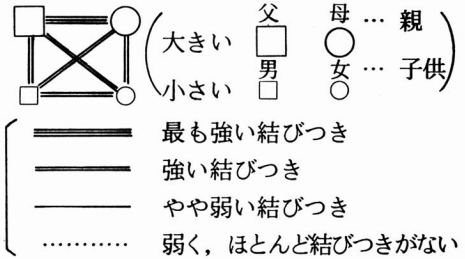 父 母 … 親
大きい
男 女 … 子供
小さい
最も強い結びつき
強い結びつき
やや弱い結びつき
弱く，ほとんど結びつきがない